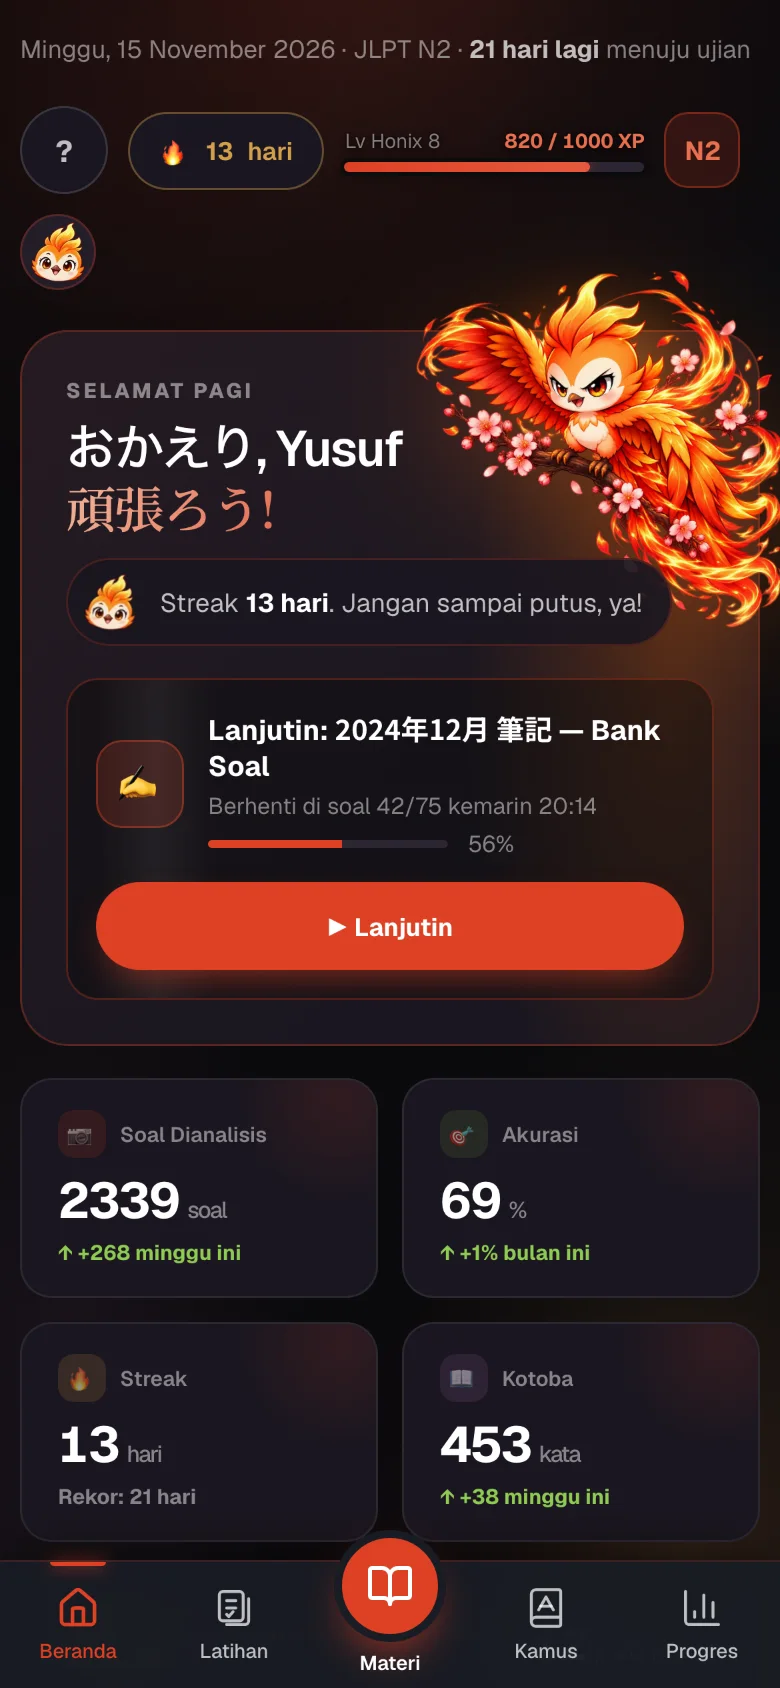 Minggu, 15 November 2026 · JLPT N2 · 21 hari lagi menuju ujian
?
13 hari
Lv Honix 8
820 / 1000 XP
N2
SELAMAT PAGI
おかえり, Yusuf
頑張ろう!
Streak 13 hari. Jangan sampai putus, ya!
Lanjutin: 2024年12月 筆記 — Bank
Soal
Berhenti di soal 42/75 kemarin 20:14
56%
▶ Lanjutin
Soal Dianalisis
2339 soal
↑ +268 minggu ini
Akurasi
69 %
↑ +1% bulan ini
Streak
13 hari
Rekor: 21 hari
Kotoba
453 kata
↑ +38 minggu ini
Beranda
Latihan
Materi
Kamus
Progres